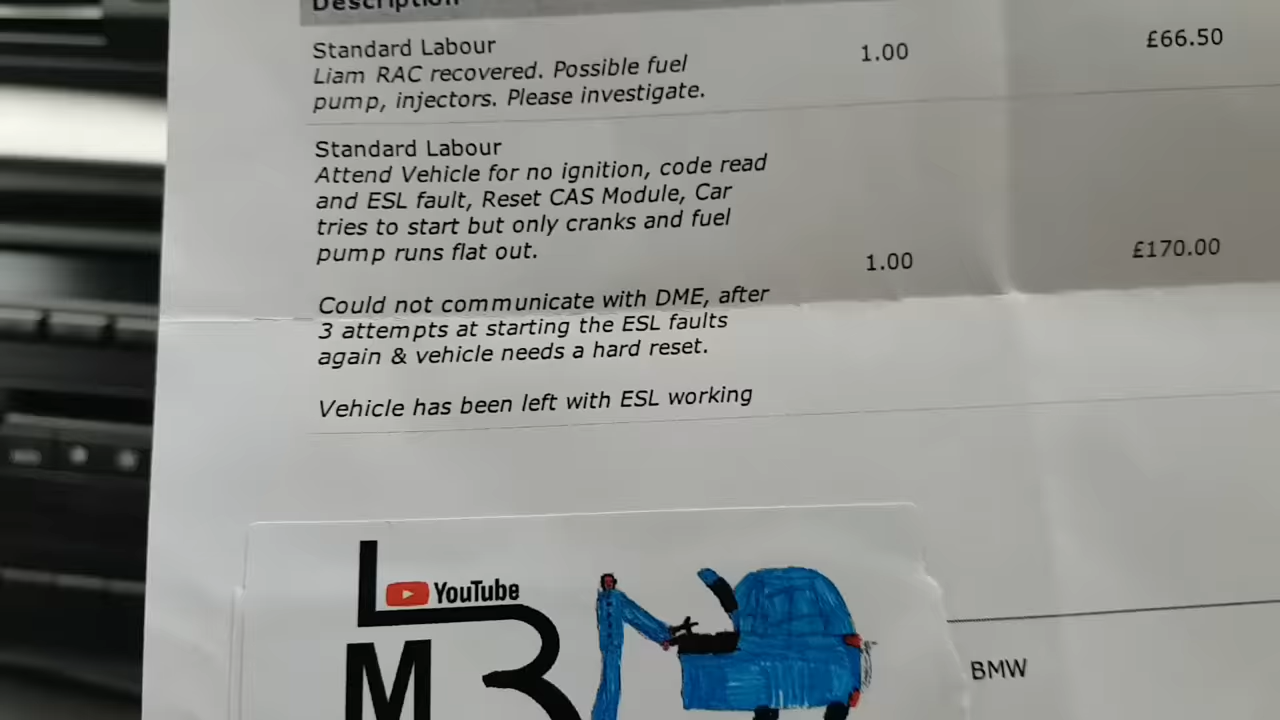 Description
Standard Labour
Liam RAC recovered. Possible fuel
pump, injectors. Please investigate.
1.00
£66.50
Standard Labour
Attend Vehicle for no ignition, code read
and ESL fault, Reset CAS Module, Car
tries to start but only cranks and fuel
pump runs flat out.
1.00
£170.00
Could not communicate with DME, after
3 attempts at starting the ESL faults
again & vehicle needs a hard reset.
Vehicle has been left with ESL working
L
YouTube
M
BMW